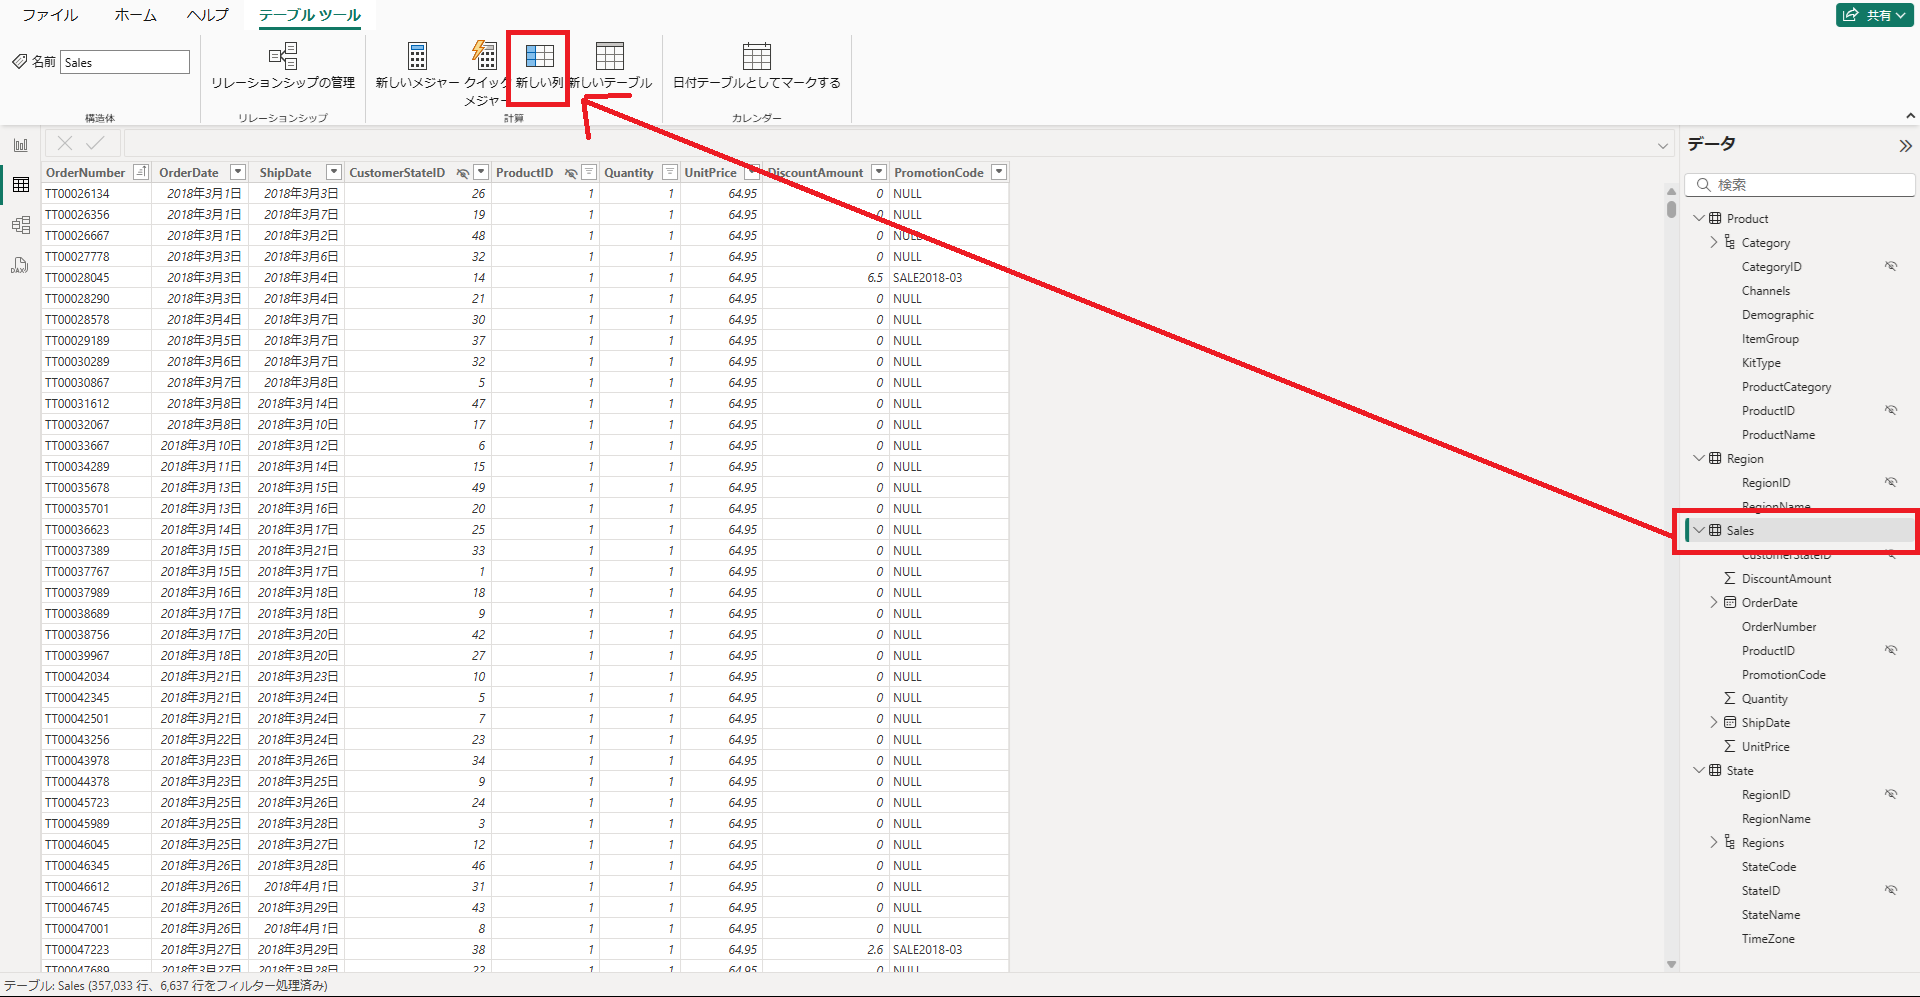 ファイル ホーム ヘルプ テーブル ツール 共有
名前 Sales
リレーションシップの管理 新しいメジャー クイック メジャー 新しい列 新しいテーブル 日付テーブルとしてマークする
構造体 リレーションシップ 計算 カレンダー
OrderNumber OrderDate ShipDate CustomerStateID ProductID Quantity UnitPrice DiscountAmount PromotionCode
TT00026134 2018年3月1日 2018年3月3日 26 1 1 64.95 0 NULL
TT00026356 2018年3月1日 2018年3月7日 19 1 1 64.95 0 NULL
TT00026667 2018年3月1日 2018年3月2日 48 1 1 64.95 0 NULL
TT00027778 2018年3月3日 2018年3月6日 32 1 1 64.95 0 NULL
TT00028045 2018年3月3日 2018年3月4日 14 1 1 64.95 6.5 SALE2018-03
TT00028290 2018年3月3日 2018年3月4日 21 1 1 64.95 0 NULL
TT00028578 2018年3月4日 2018年3月7日 30 1 1 64.95 0 NULL
TT00029189 2018年3月5日 2018年3月7日 37 1 1 64.95 0 NULL
TT00030289 2018年3月6日 2018年3月7日 32 1 1 64.95 0 NULL
TT00030867 2018年3月7日 2018年3月8日 5 1 1 64.95 0 NULL
TT00031612 2018年3月8日 2018年3月14日 47 1 1 64.95 0 NULL
TT00032067 2018年3月8日 2018年3月10日 17 1 1 64.95 0 NULL
TT00033667 2018年3月10日 2018年3月12日 6 1 1 64.95 0 NULL
TT00034289 2018年3月11日 2018年3月14日 15 1 1 64.95 0 NULL
TT00035678 2018年3月13日 2018年3月15日 49 1 1 64.95 0 NULL
TT00035701 2018年3月13日 2018年3月16日 20 1 1 64.95 0 NULL
TT00036623 2018年3月14日 2018年3月17日 25 1 1 64.95 0 NULL
TT00037389 2018年3月15日 2018年3月21日 33 1 1 64.95 0 NULL
TT00037767 2018年3月15日 2018年3月17日 1 1 1 64.95 0 NULL
TT00037989 2018年3月16日 2018年3月18日 18 1 1 64.95 0 NULL
TT00038689 2018年3月17日 2018年3月18日 9 1 1 64.95 0 NULL
TT00038756 2018年3月17日 2018年3月20日 42 1 1 64.95 0 NULL
TT00039967 2018年3月18日 2018年3月20日 27 1 1 64.95 0 NULL
TT00042034 2018年3月21日 2018年3月23日 10 1 1 64.95 0 NULL
TT00042345 2018年3月21日 2018年3月24日 5 1 1 64.95 0 NULL
TT00042501 2018年3月21日 2018年3月24日 7 1 1 64.95 0 NULL
TT00043256 2018年3月22日 2018年3月24日 23 1 1 64.95 0 NULL
TT00043978 2018年3月23日 2018年3月26日 34 1 1 64.95 0 NULL
TT00044378 2018年3月23日 2018年3月25日 9 1 1 64.95 0 NULL
TT00045723 2018年3月25日 2018年3月26日 24 1 1 64.95 0 NULL
TT00045989 2018年3月25日 2018年3月28日 3 1 1 64.95 0 NULL
TT00046045 2018年3月25日 2018年3月27日 12 1 1 64.95 0 NULL
TT00046345 2018年3月26日 2018年3月28日 46 1 1 64.95 0 NULL
TT00046612 2018年3月26日 2018年4月1日 31 1 1 64.95 0 NULL
TT00046745 2018年3月26日 2018年3月29日 43 1 1 64.95 0 NULL
TT00047001 2018年3月26日 2018年4月1日 8 1 1 64.95 0 NULL
TT00047223 2018年3月27日 2018年3月29日 38 1 1 64.95 2.6 SALE2018-03
TT00047689 2018年3月27日 2018年3月28日 22 1 1 64.95 0 NULL
テーブル: Sales (357,033 行、6,637 行をフィルター処理済み)
DAX
データ
検索
Product
Category
CategoryID
Channels
Demographic
ItemGroup
KitType
ProductCategory
ProductID
ProductName
Region
RegionID
RegionName
Sales
CustomerStateID
DiscountAmount
OrderDate
OrderNumber
ProductID
PromotionCode
Quantity
ShipDate
UnitPrice
State
RegionID
RegionName
Regions
StateCode
StateID
StateName
TimeZone